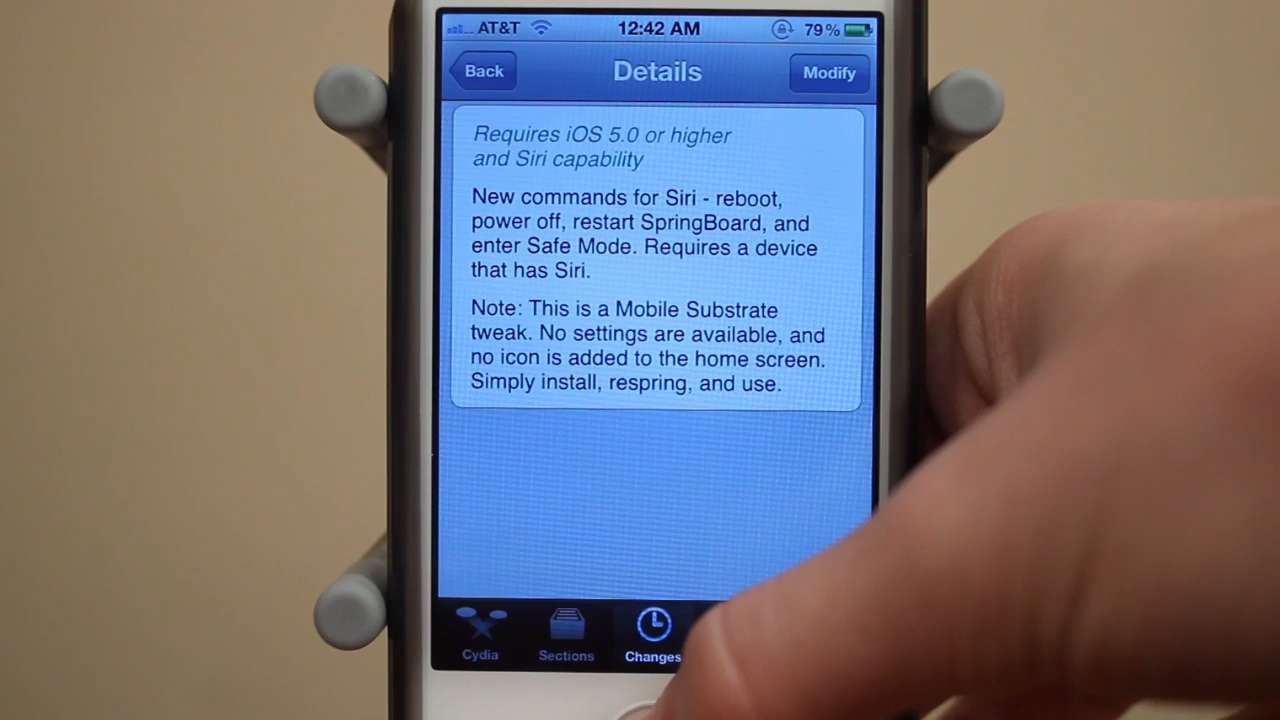 AT&T 12:42 AM 79%
Back Details Modify
Requires iOS 5.0 or higher
and Siri capability
New commands for Siri - reboot,
power off, restart SpringBoard, and
enter Safe Mode. Requires a device
that has Siri.
Note: This is a Mobile Substrate
tweak. No settings are available, and
no icon is added to the home screen.
Simply install, respring, and use.
Cydia Sections Changes